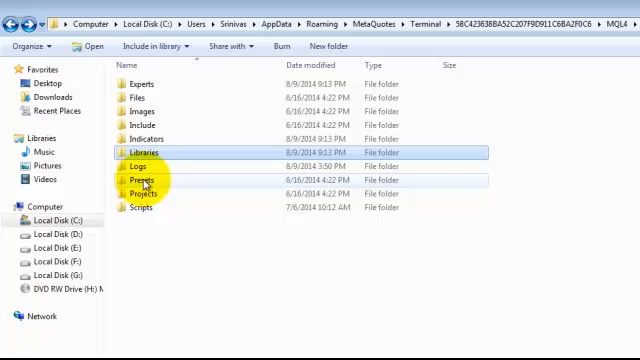 Computer ▸ Local Disk (C:) ▸ Users ▸ Srinivas ▸ AppData ▸ Roaming ▸ MetaQuotes ▸ Terminal ▸ 58C423638BA52C207F9D911C6BA2F0C6 ▸ MQL4
Organize Open Include in library Share with Burn New folder
Name Date modified Type Size
Favorites
Desktop
Downloads
Recent Places
Libraries
Music
Pictures
Videos
Computer
Local Disk (C:)
Local Disk (D:)
Local Disk (E:)
Local Disk (F:)
Local Disk (G:)
DVD RW Drive (H:) M
Network
Experts 8/9/2014 9:13 PM File folder
Files 6/16/2014 4:22 PM File folder
Images 6/16/2014 4:22 PM File folder
Include 6/16/2014 4:22 PM File folder
Indicators 8/9/2014 9:13 PM File folder
Libraries 8/9/2014 9:13 PM File folder
Logs 8/9/2014 3:50 PM File folder
Presets 6/16/2014 4:22 PM File folder
Projects 6/16/2014 4:22 PM File folder
Scripts 7/6/2014 10:12 AM File folder